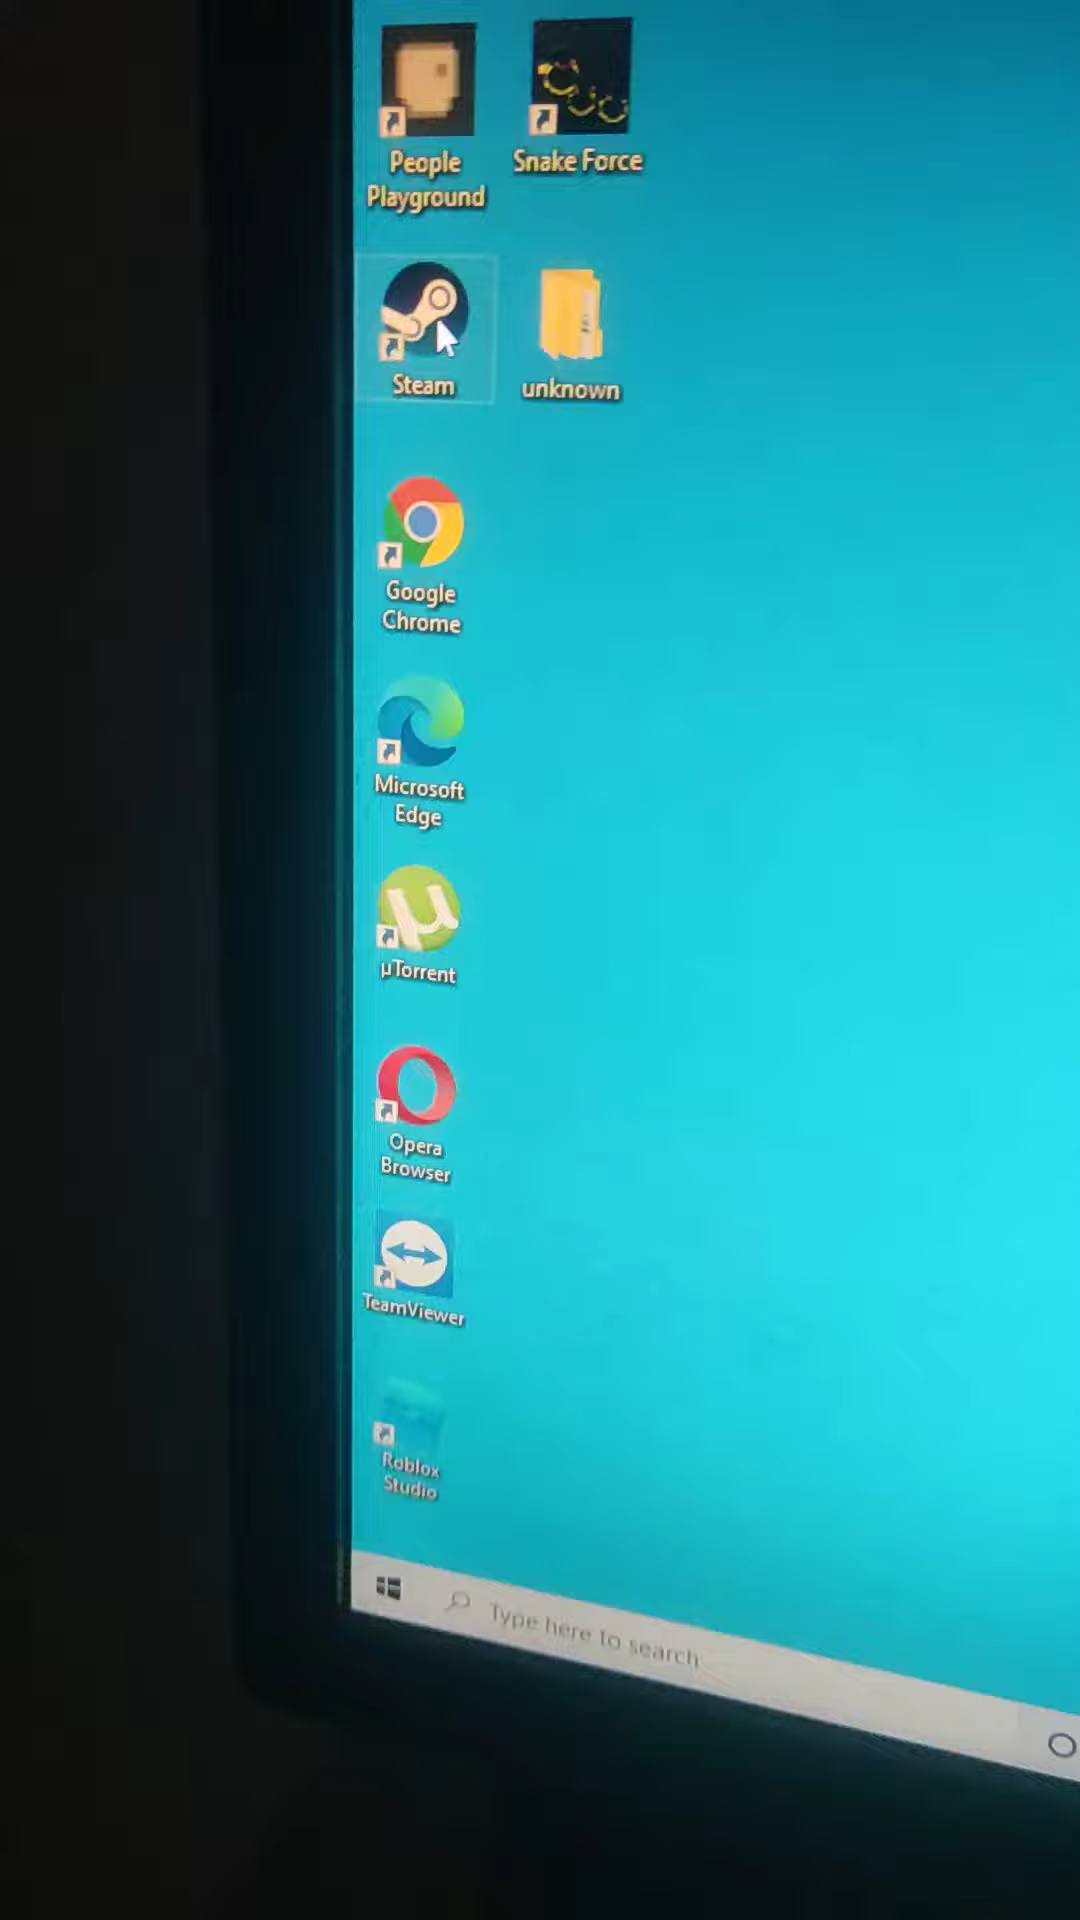 People
Playground
Snake Force
Steam
unknown
Google
Chrome
Microsoft
Edge
µTorrent
Opera
Browser
TeamViewer
Roblox
Studio
Type here to search